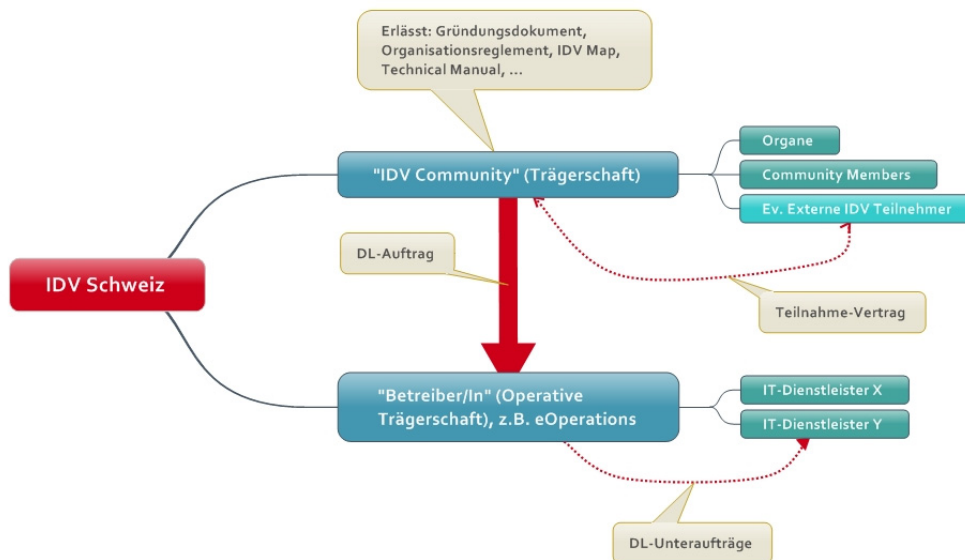 Erlässt: Gründungsdokument,
Organisationsreglement, IDV Map,
Technical Manual, ...
Organe
"IDV Community" (Trägerschaft)
Community Members
Ev. Externe IDV Teilnehmer
DL-Auftrag
IDV Schweiz
Teilnahme-Vertrag
"Betreiber/In" (Operative
Trägerschaft), z.B. eOperations
IT-Dienstleister X
IT-Dienstleister Y
DL-Unteraufträge